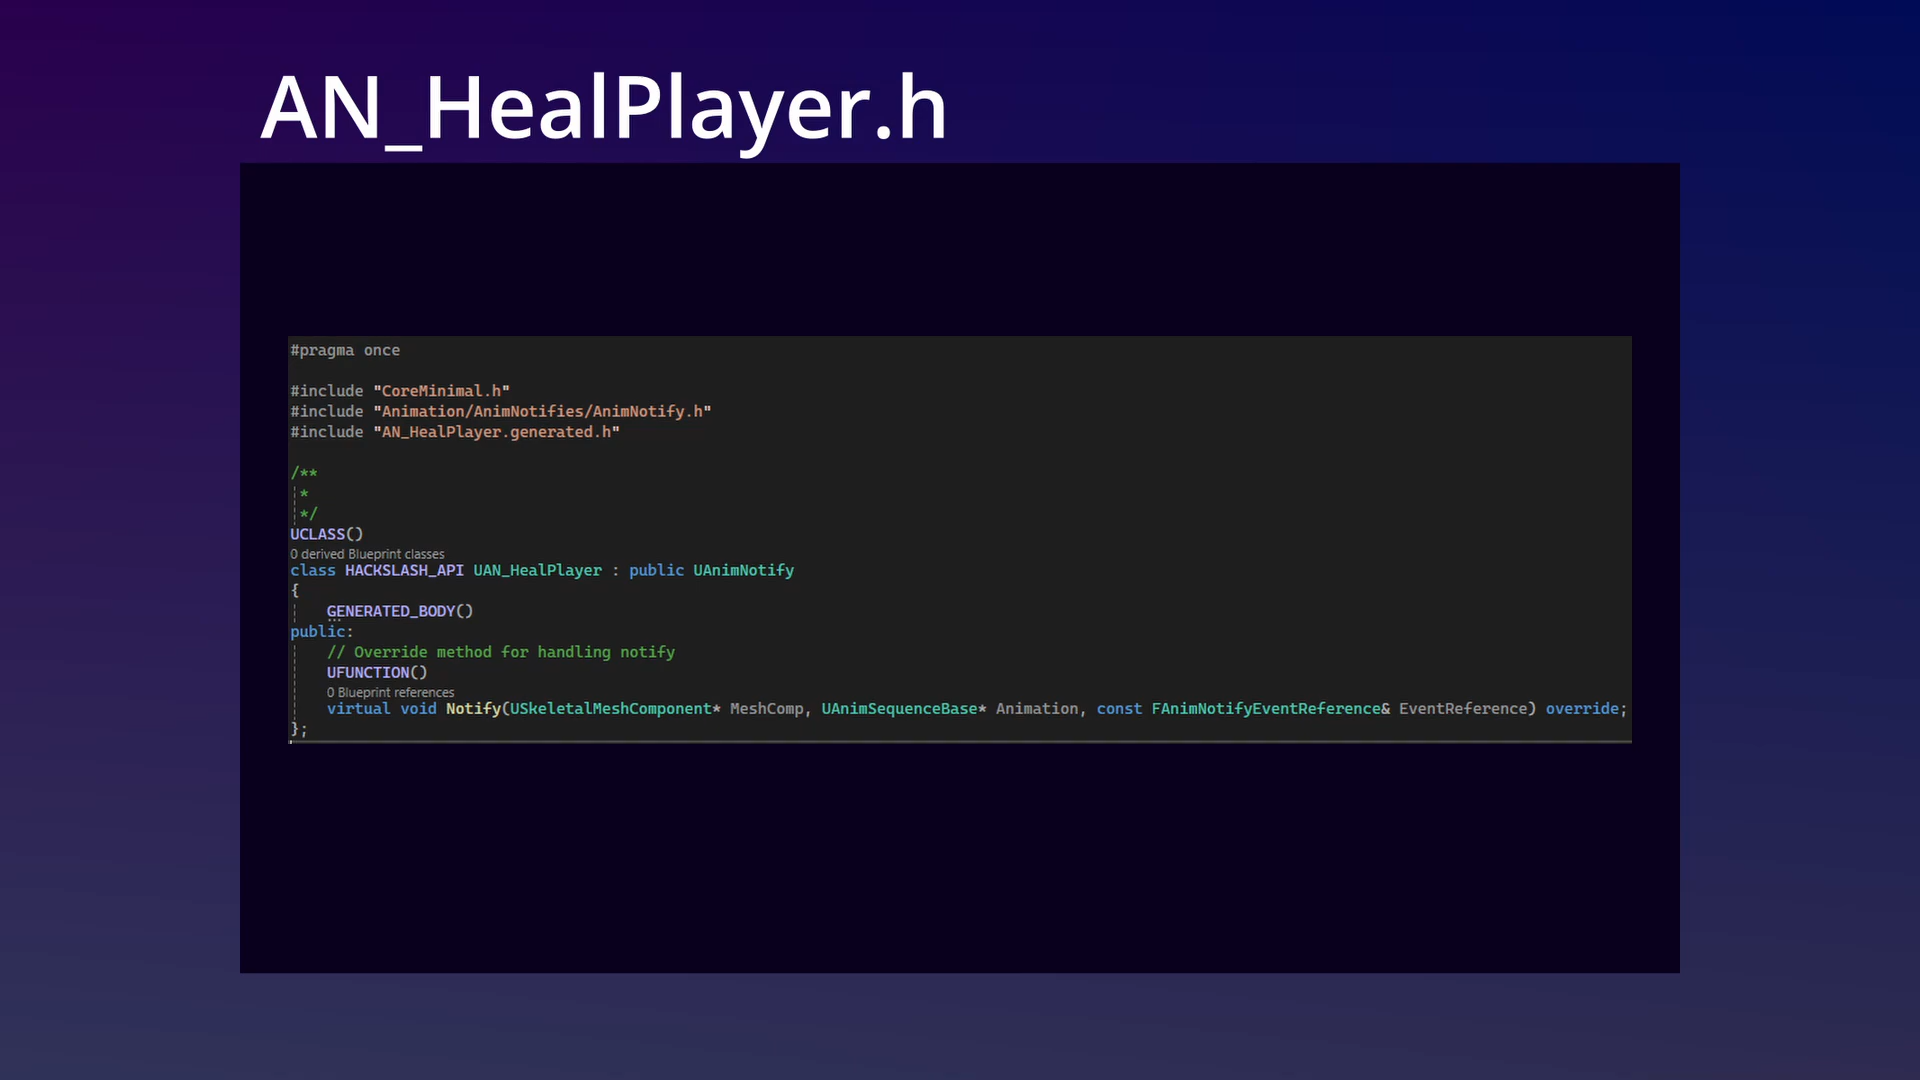 AN_HealPlayer.h
#pragma once
#include "CoreMinimal.h"
#include "Animation/AnimNotifies/AnimNotify.h"
#include "AN_HealPlayer.generated.h"
/**
*
*/
UCLASS()
0 derived Blueprint classes
class HACKSLASH_API UAN_HealPlayer : public UAnimNotify
{
GENERATED_BODY()
public:
// Override method for handling notify
UFUNCTION()
0 Blueprint references
virtual void Notify(USkeletalMeshComponent* MeshComp, UAnimSequenceBase* Animation, const FAnimNotifyEventReference& EventReference) override;
};